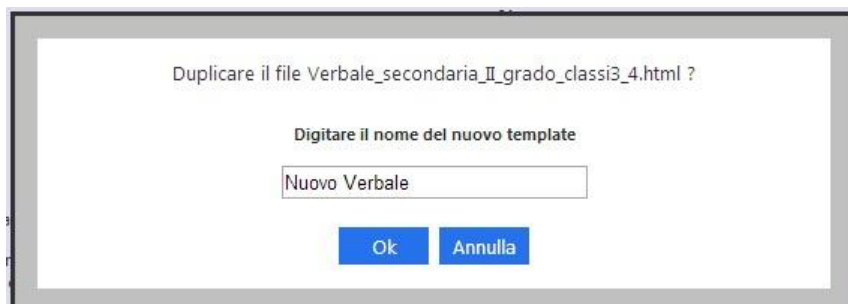 Duplicare il file Verbale_secondaria_II_grado_classi3_4.html ?
Digitare il nome del nuovo template
Nuovo Verbale
Ok Annulla